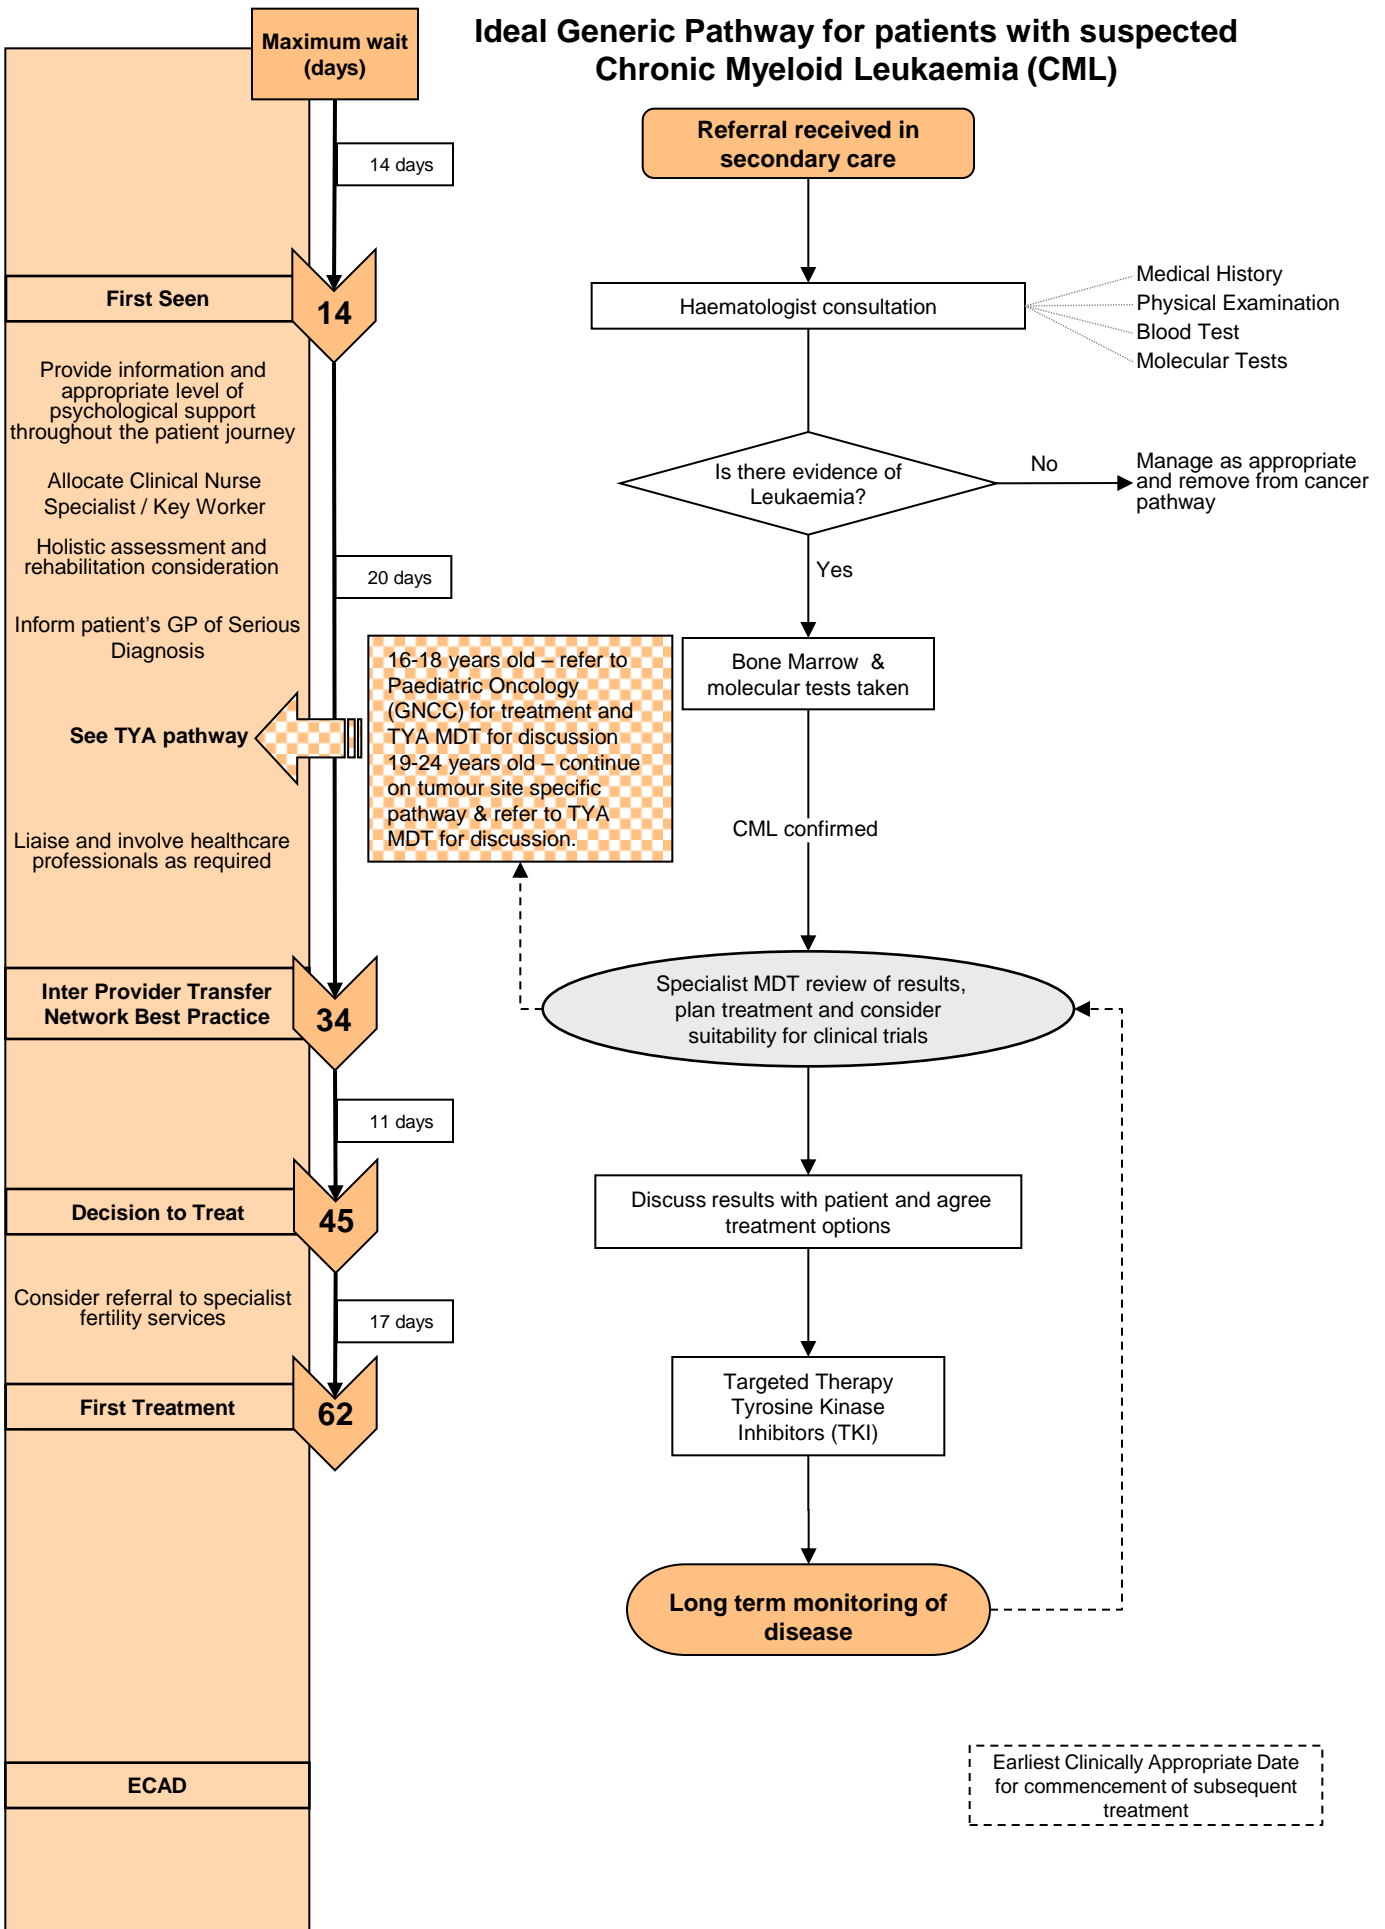 Ideal Generic Pathway for patients with suspected
Chronic Myeloid Leukaemia (CML)
Maximum wait
(days)
14 days
First Seen
14
Provide information and
appropriate level of
psychological support
throughout the patient journey
Allocate Clinical Nurse
Specialist / Key Worker
Holistic assessment and
rehabilitation consideration
20 days
Inform patient's GP of Serious
Diagnosis
See TYA pathway
16-18 years old – refer to
Paediatric Oncology
(GNCC) for treatment and
TYA MDT for discussion
19-24 years old – continue
on tumour site specific
pathway & refer to TYA
MDT for discussion.
Liaise and involve healthcare
professionals as required
Inter Provider Transfer
Network Best Practice
34
11 days
Decision to Treat
45
Consider referral to specialist
fertility services
17 days
First Treatment
62
ECAD
Referral received in
secondary care
Haematologist consultation
Medical History
Physical Examination
Blood Test
Molecular Tests
Is there evidence of
Leukaemia?
No
Manage as appropriate
and remove from cancer
pathway
Yes
Bone Marrow &
molecular tests taken
CML confirmed
Specialist MDT review of results,
plan treatment and consider
suitability for clinical trials
Discuss results with patient and agree
treatment options
Targeted Therapy
Tyrosine Kinase
Inhibitors (TKI)
Long term monitoring of
disease
Earliest Clinically Appropriate Date
for commencement of subsequent
treatment